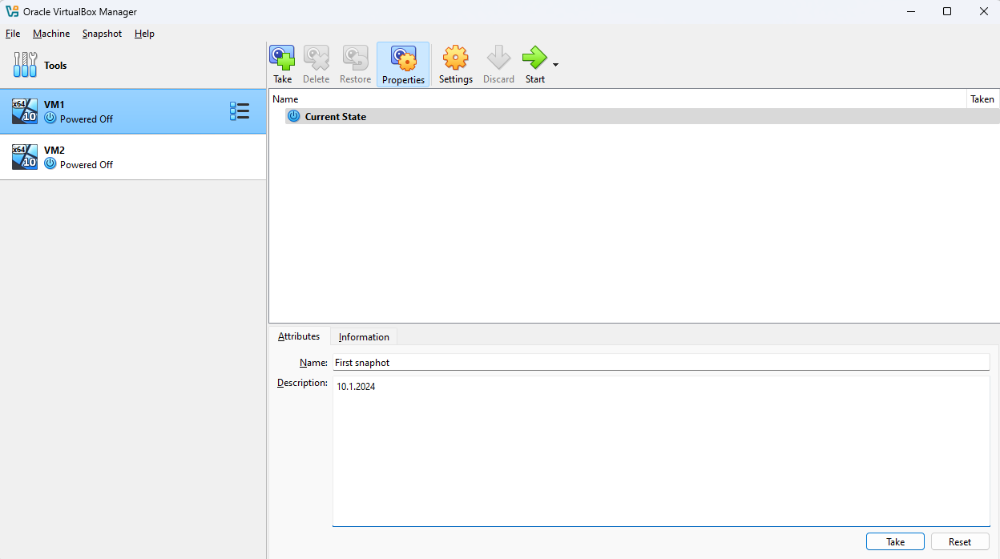 Oracle VirtualBox Manager
File Machine Snapshot Help
Tools
x64 10 VM1
Powered Off
x64 10 VM2
Powered Off
Take Delete Restore Properties Settings Discard Start
Name Taken
Current State
Attributes Information
Name: First snaphot
Description: 10.1.2024
Take Reset